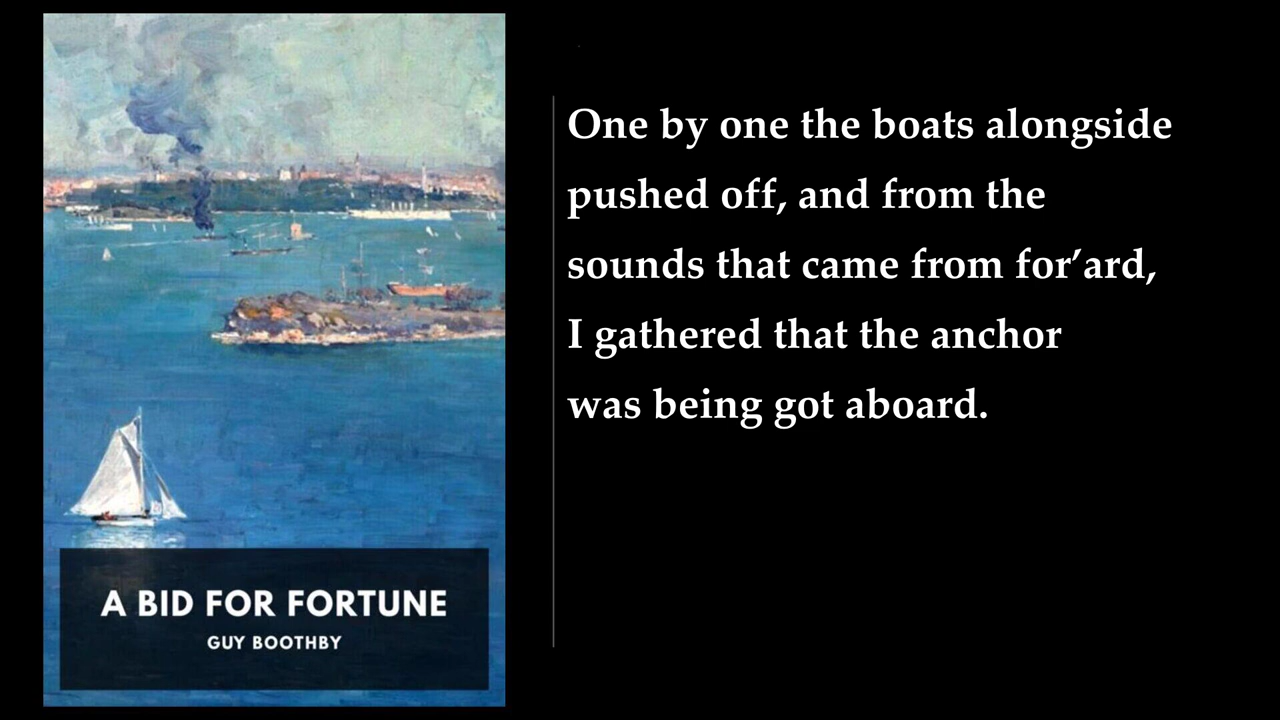 One by one the boats alongside
pushed off, and from the
sounds that came from for’ard,
I gathered that the anchor
was being got aboard.
A BID FOR FORTUNE
GUY BOOTHBY